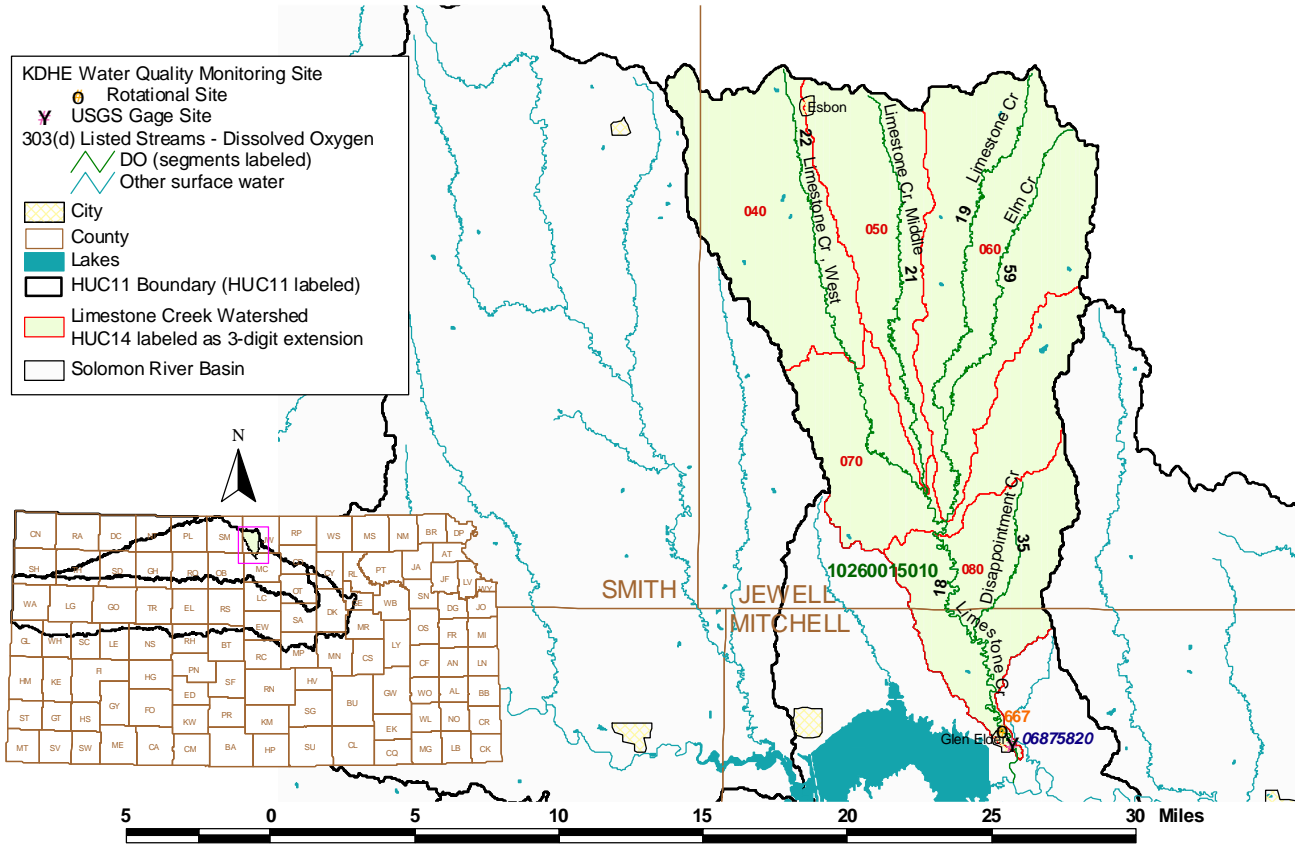 KDHE Water Quality Monitoring Site
Rotational Site
USGS Gage Site
303(d) Listed Streams - Dissolved Oxygen
DO (segments labeled)
Other surface water
City
County
Lakes
HUC11 Boundary (HUC11 labeled)
Limestone Creek Watershed
HUC14 labeled as 3-digit extension
Solomon River Basin
Esbon
22
Limestone Cr , West
Limestone Cr, Middle
21
Limestone Cr
19
Elm Cr
59
040
050
060
070
080
10260015010
18
Disappointment Cr
35
Limestone Cr
SMITH
JEWELL
MITCHELL
667
Glen Elder
06875820
N
CN RA DC PL SM RP WS MS NM BR DP
SH SD GH RO OB MC CY RL PT JA AT
JF LV WY
WA LG GO TR EL RS LC OT DK WB SN DG JO
EW SA MR OS FR MI
GL WH SC LE NS RH BT RC MP MN CS LY
CF AN LN
HM KE FI HG PN SF RN HV BU GW WO AL BB
ED
ST GT HS GY FO KW PR KM SG EK WL NO CR
MT SV SW ME CA CM BA HP SU CL CQ MG LB CK
5 0 5 10 15 20 25 30 Miles